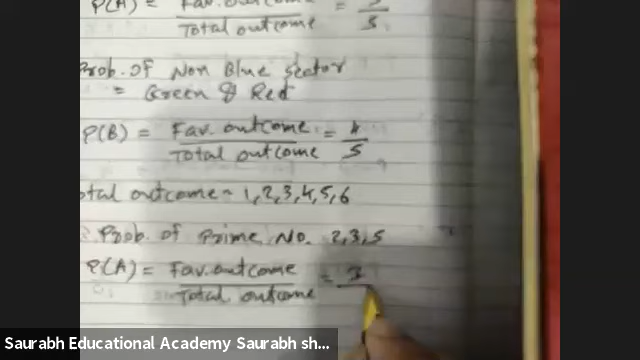 P(A) = Fav. outcome = 3
Total outcome 5
Prob. of Non Blue sector
= Green & Red
P(B) = Fav. outcome = 4
Total outcome 5
otal outcome = 1,2,3,4,5,6
Prob. of Prime No. 2,3,5
P(A) = Fav. outcome = 3
Total outcome
Saurabh Educational Academy Saurabh sh...